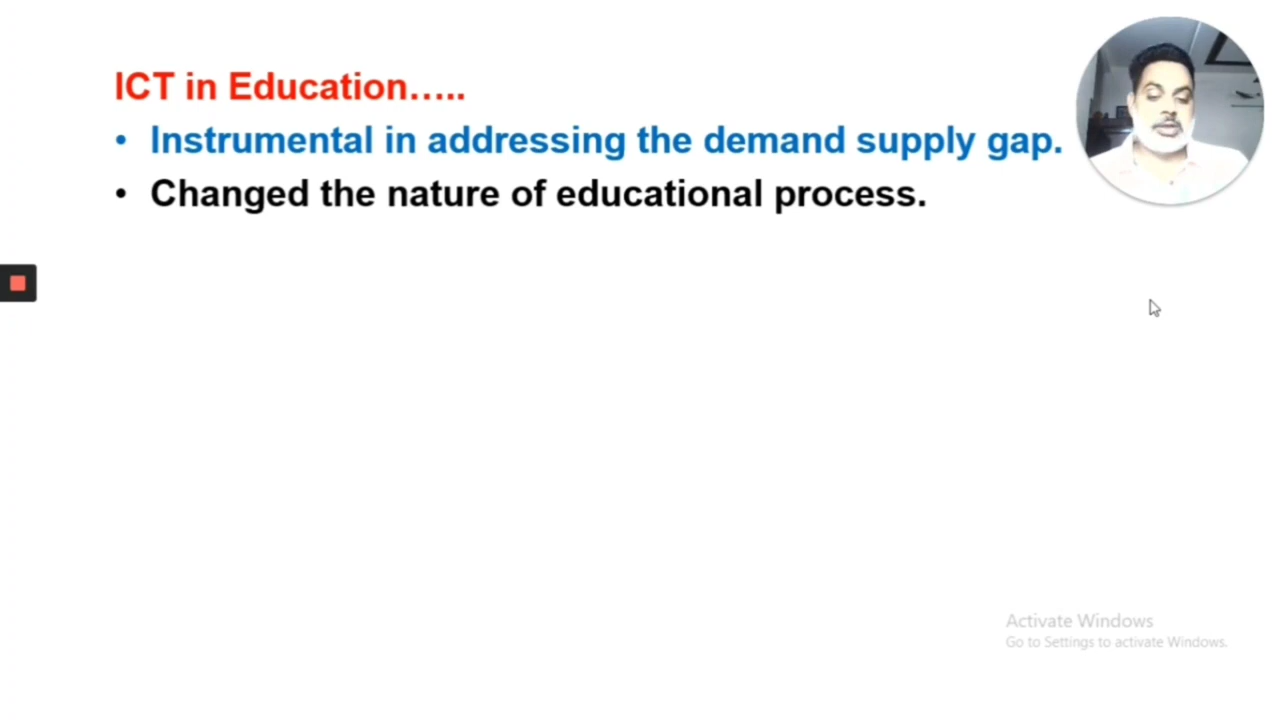 ICT in Education…..
• Instrumental in addressing the demand supply gap.
• Changed the nature of educational process.
Activate Windows
Go to Settings to activate Windows.